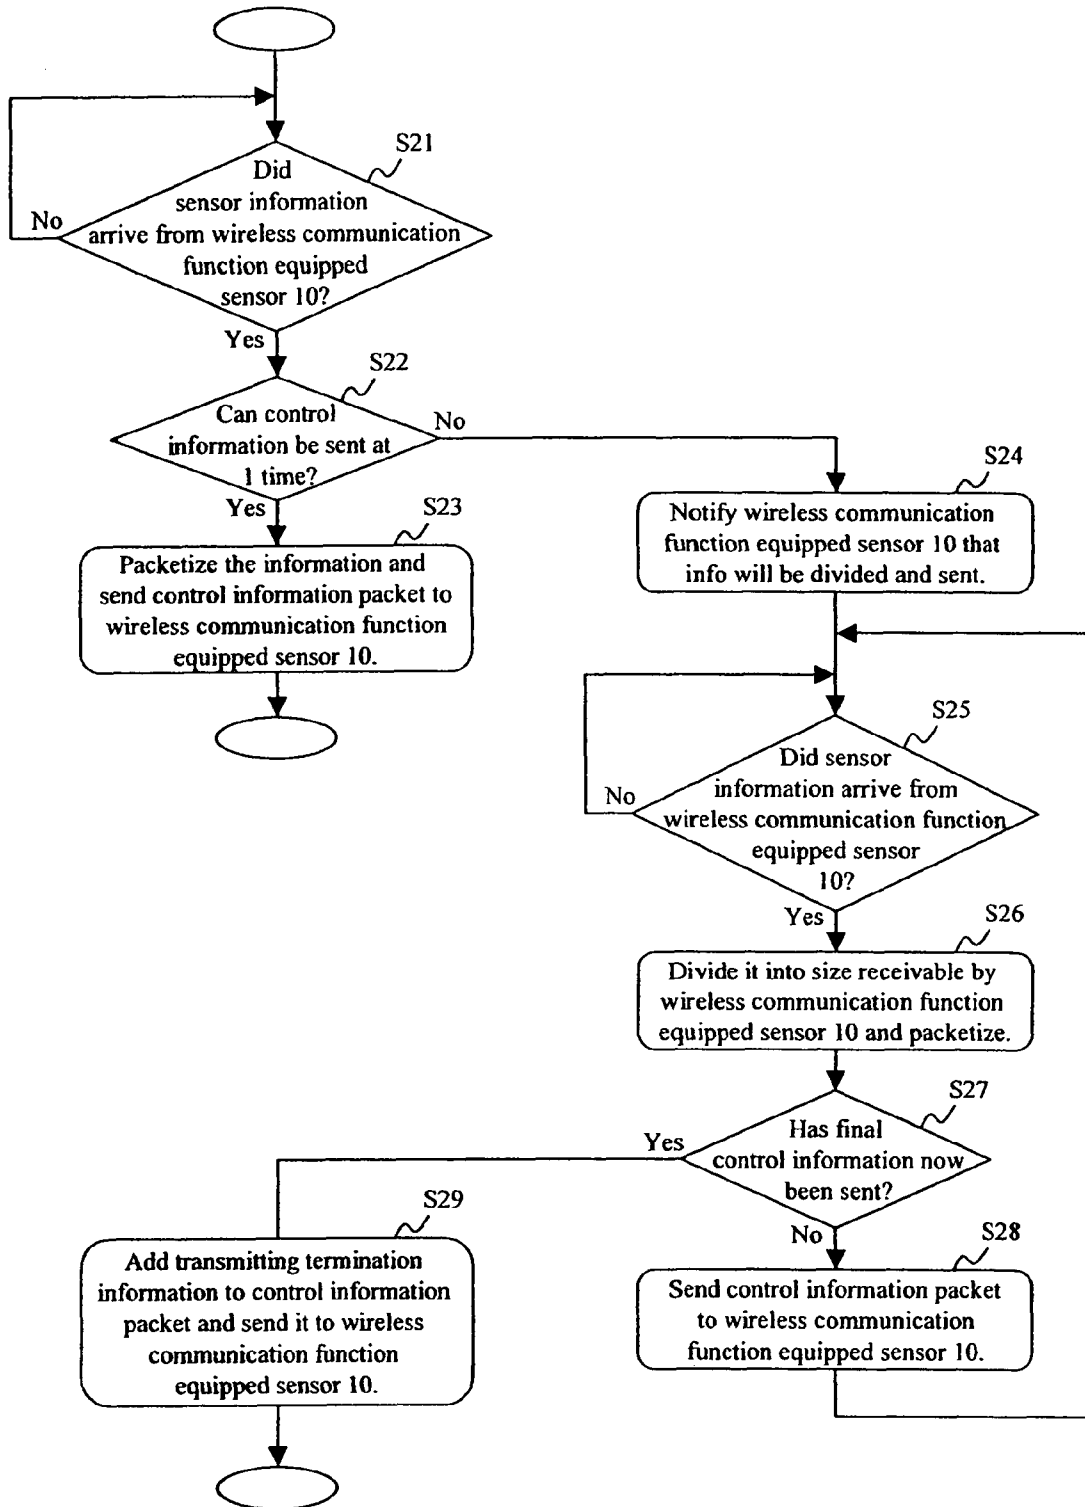 S21
Did
sensor information
arrive from wireless communication
function equipped
sensor 10?
No
Yes
S22
Can control
information be sent at
1 time?
No
Yes
S23
Packetize the information and
send control information packet to
wireless communication function
equipped sensor 10.
S24
Notify wireless communication
function equipped sensor 10 that
info will be divided and sent.
S25
Did sensor
information arrive from
wireless communication function
equipped sensor
10?
No
Yes
S26
Divide it into size receivable by
wireless communication function
equipped sensor 10 and packetize.
S27
Has final
control information now
been sent?
Yes
No
S28
Send control information packet
to wireless communication
function equipped sensor 10.
S29
Add transmitting termination
information to control information
packet and send it to wireless
communication function
equipped sensor 10.